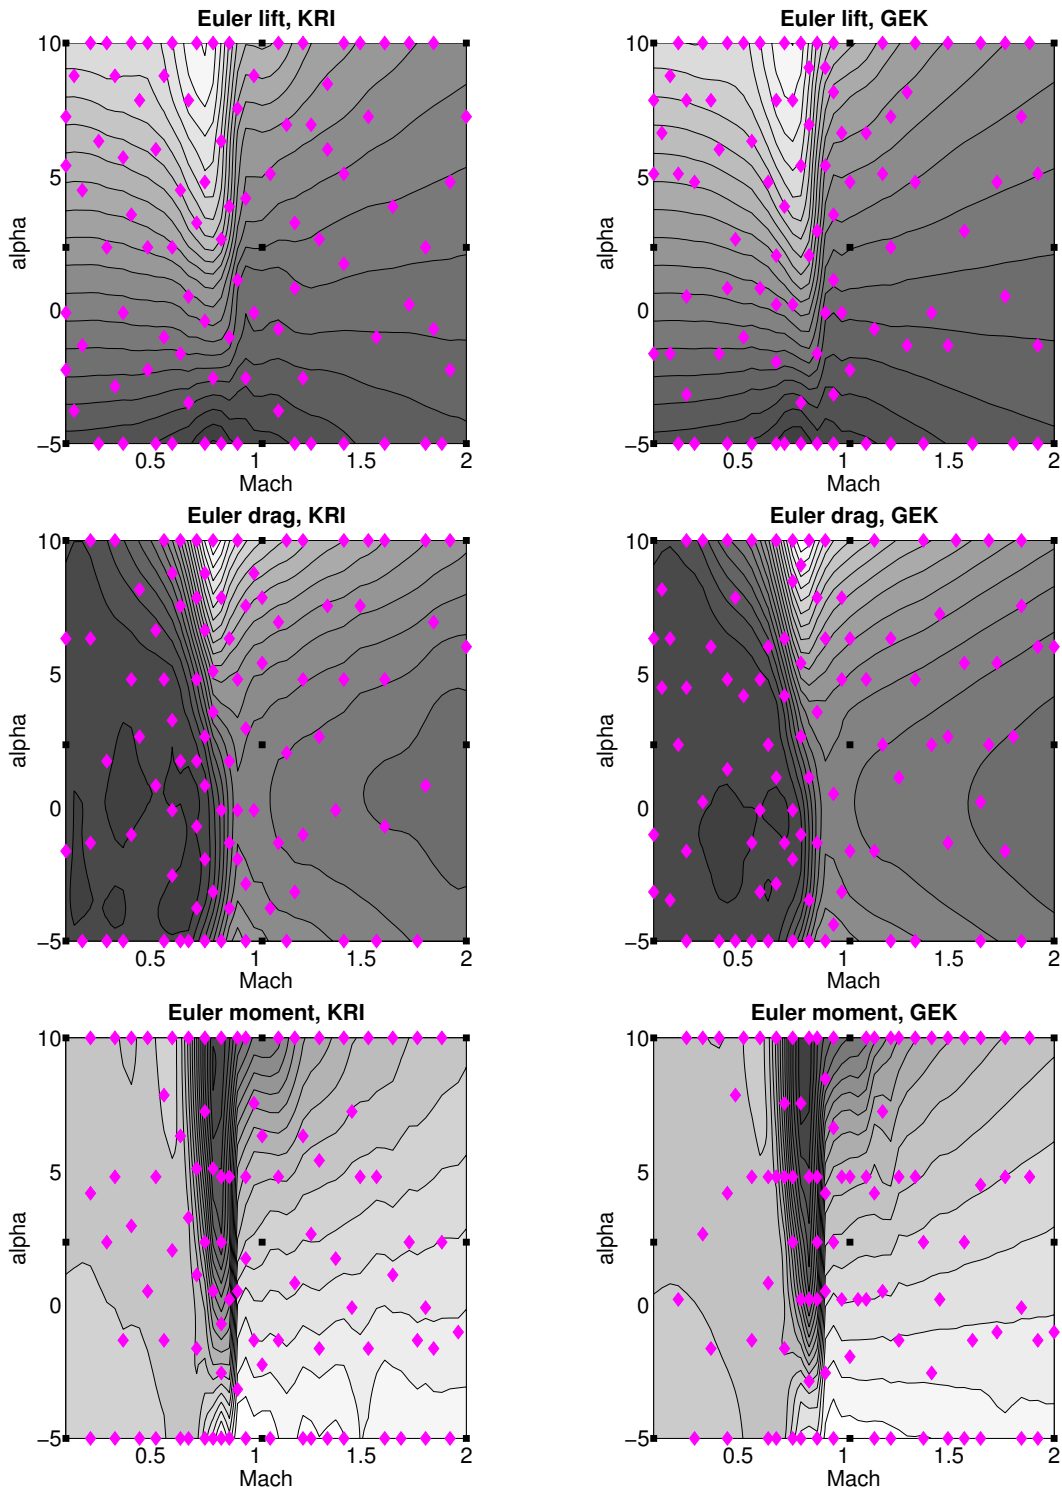 Euler lift, KRI
Euler lift, GEK
10
5
0
−5
alpha
0.5
1
1.5
2
Mach
10
5
0
−5
alpha
0.5
1
1.5
2
Mach
Euler drag, KRI
Euler drag, GEK
10
5
0
−5
alpha
0.5
1
1.5
2
Mach
10
5
0
−5
alpha
0.5
1
1.5
2
Mach
Euler moment, KRI
Euler moment, GEK
10
5
0
−5
alpha
0.5
1
1.5
2
Mach
10
5
0
−5
alpha
0.5
1
1.5
2
Mach